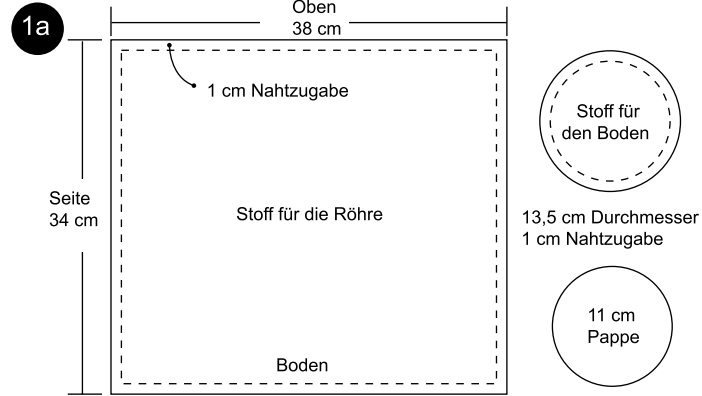 1a
Oben
38 cm
1 cm Nahtzugabe
Stoff für
den Boden
Seite
34 cm
Stoff für die Röhre
13,5 cm Durchmesser
1 cm Nahtzugabe
11 cm
Pappe
Boden